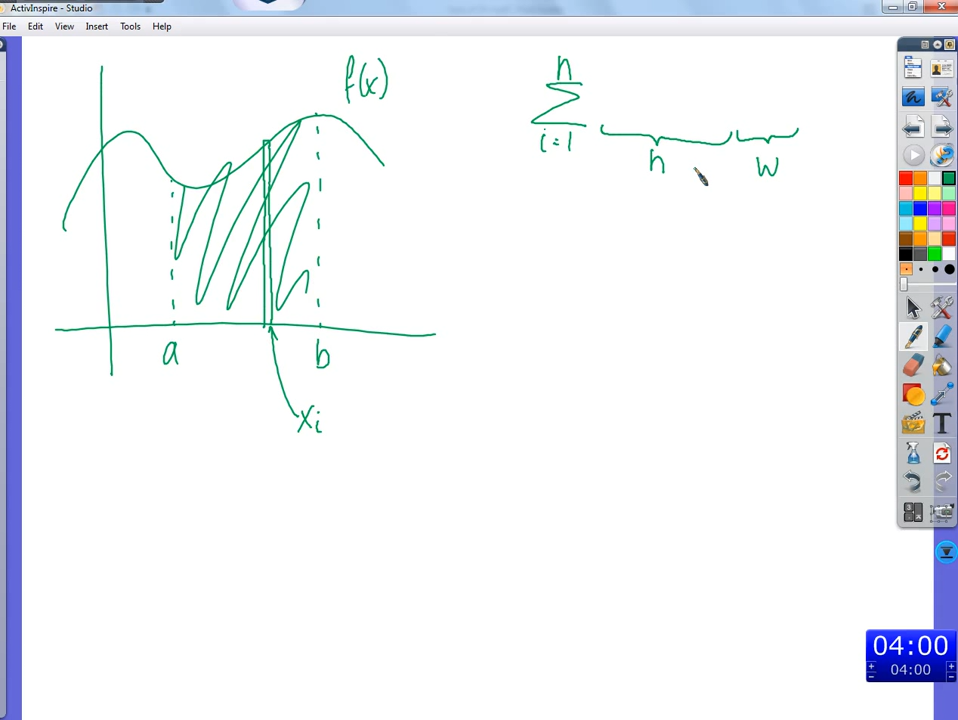 ActivInspire - Studio
File Edit View Insert Tools Help
f(x)
n
Σ
i=1
h
w
a
b
xi
T
04:00
04:00